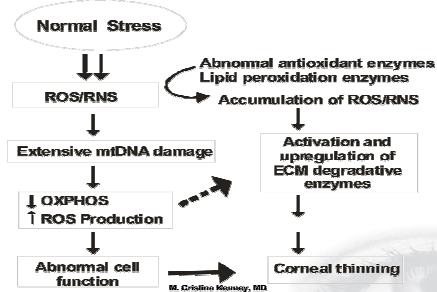 Normal Stress
Abnormal antioxidant enzymes
Lipid peroxidation enzymes
ROS/RNS
Accumulation of ROS/RNS
Extensive mtDNA damage
Activation and
upregulation of
ECM degradative
enzymes
↓ OXPHOS
↑ ROS Production
Abnormal cell
function
Corneal thinning
M. Cristina Kenney, MD